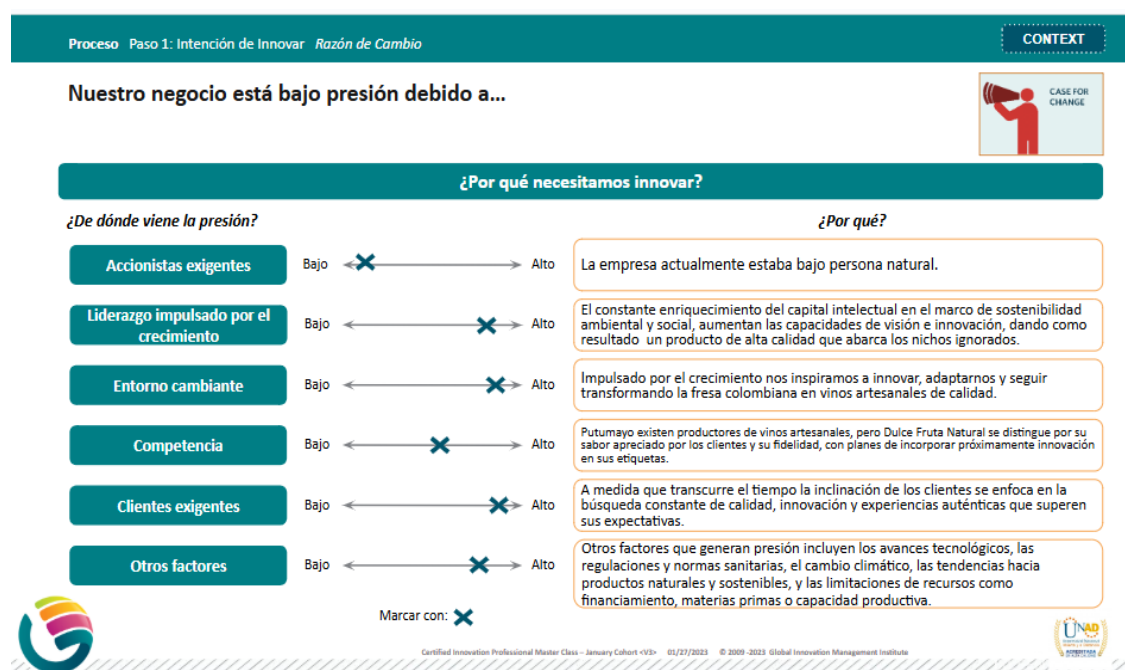 Proceso Paso 1: Intención de Innovar Razón de Cambio
CONTEXT
Nuestro negocio está bajo presión debido a...
CASE FOR
CHANGE
¿Por qué necesitamos innovar?
¿De dónde viene la presión?
¿Por qué?
Accionistas exigentes
Bajo
Alto
La empresa actualmente estaba bajo persona natural.
Liderazgo impulsado por el
crecimiento
Bajo
Alto
El constante enriquecimiento del capital intelectual en el marco de sostenibilidad
ambiental y social, aumentan las capacidades de visión e innovación, dando como
resultado un producto de alta calidad que abarca los nichos ignorados.
Entorno cambiante
Bajo
Alto
Impulsado por el crecimiento nos inspiramos a innovar, adaptarnos y seguir
transformando la fresa colombiana en vinos artesanales de calidad.
Competencia
Bajo
Alto
Putumayo existen productores de vinos artesanales, pero Dulce Fruta Natural se distingue por su
sabor apreciado por los clientes y su fidelidad, con planes de incorporar próximamente innovación
en sus etiquetas.
Clientes exigentes
Bajo
Alto
A medida que transcurre el tiempo la inclinación de los clientes se enfoca en la
búsqueda constante de calidad, innovación y experiencias auténticas que superen
sus expectativas.
Otros factores
Bajo
Alto
Otros factores que generan presión incluyen los avances tecnológicos, las
regulaciones y normas sanitarias, el cambio climático, las tendencias hacia
productos naturales y sostenibles, y las limitaciones de recursos como
financiamiento, materias primas o capacidad productiva.
Marcar con:
Certified Innovation Professional Master Class – January Cohort <V3> 01/27/2023 © 2009 -2023 Global Innovation Management Institute
UNAD